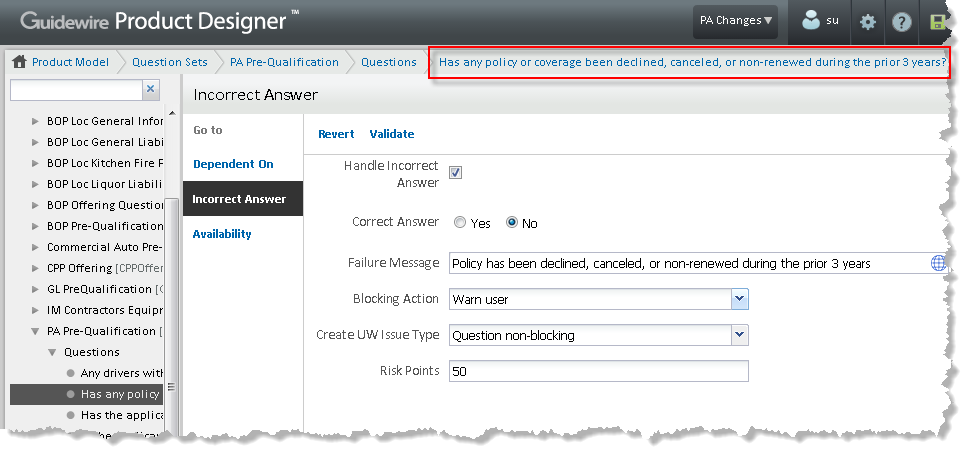 Guidewire Product Designer™
PA Changes
su
?
Product Model
Question Sets
PA Pre-Qualification
Questions
Has any policy or coverage been declined, canceled, or non-renewed during the prior 3 years?
BOP Loc General Infor
BOP Loc General Liabi
BOP Loc Kitchen Fire P
BOP Loc Liquor Liabili
BOP Offering Question
BOP Pre-Qualification
Commercial Auto Pre-
CPP Offering [CPPOffer
GL PreQualification [G
IM Contractors Equipm
PA Pre-Qualification [
Questions
Any drivers with
Has any policy
Has the applica
Incorrect Answer
Go to
Dependent On
Incorrect Answer
Availability
Revert Validate
Handle Incorrect
Answer
Correct Answer Yes No
Failure Message Policy has been declined, canceled, or non-renewed during the prior 3 years
Blocking Action Warn user
Create UW Issue Type Question non-blocking
Risk Points 50